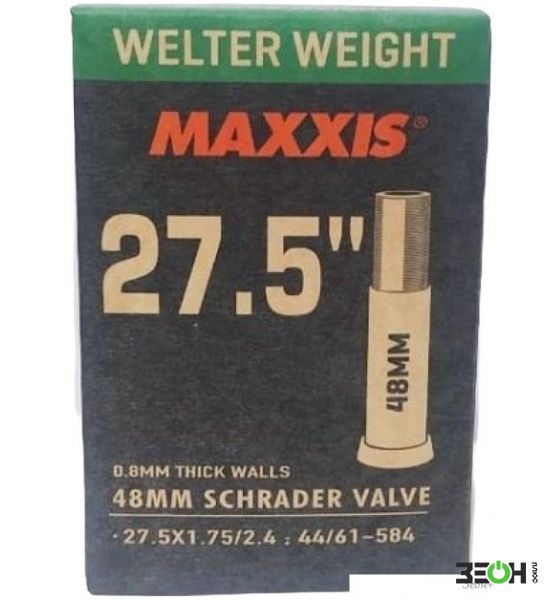 WELTER WEIGHT
MAXXIS®
27.5"
48MM
0.8MM THICK WALLS
48MM SCHRADER VALVE
· 27.5X1.75/2.4 : 44/61-584
ЗЕОН